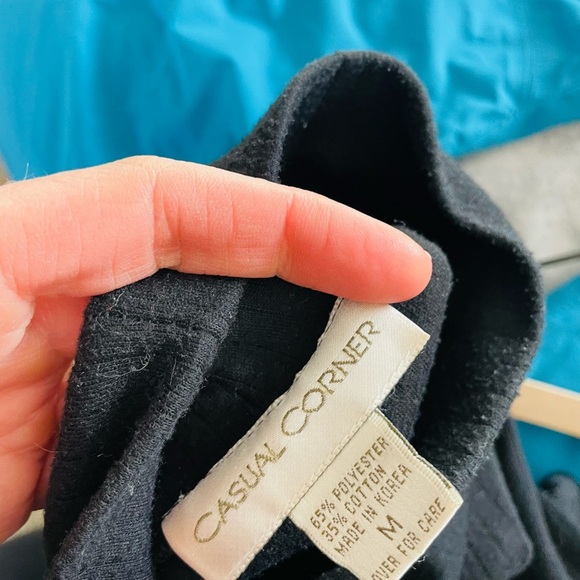 CASUAL CORNER
65% POLYESTER
35% COTTON
MADE IN KOREA
M
OVER FOR CARE